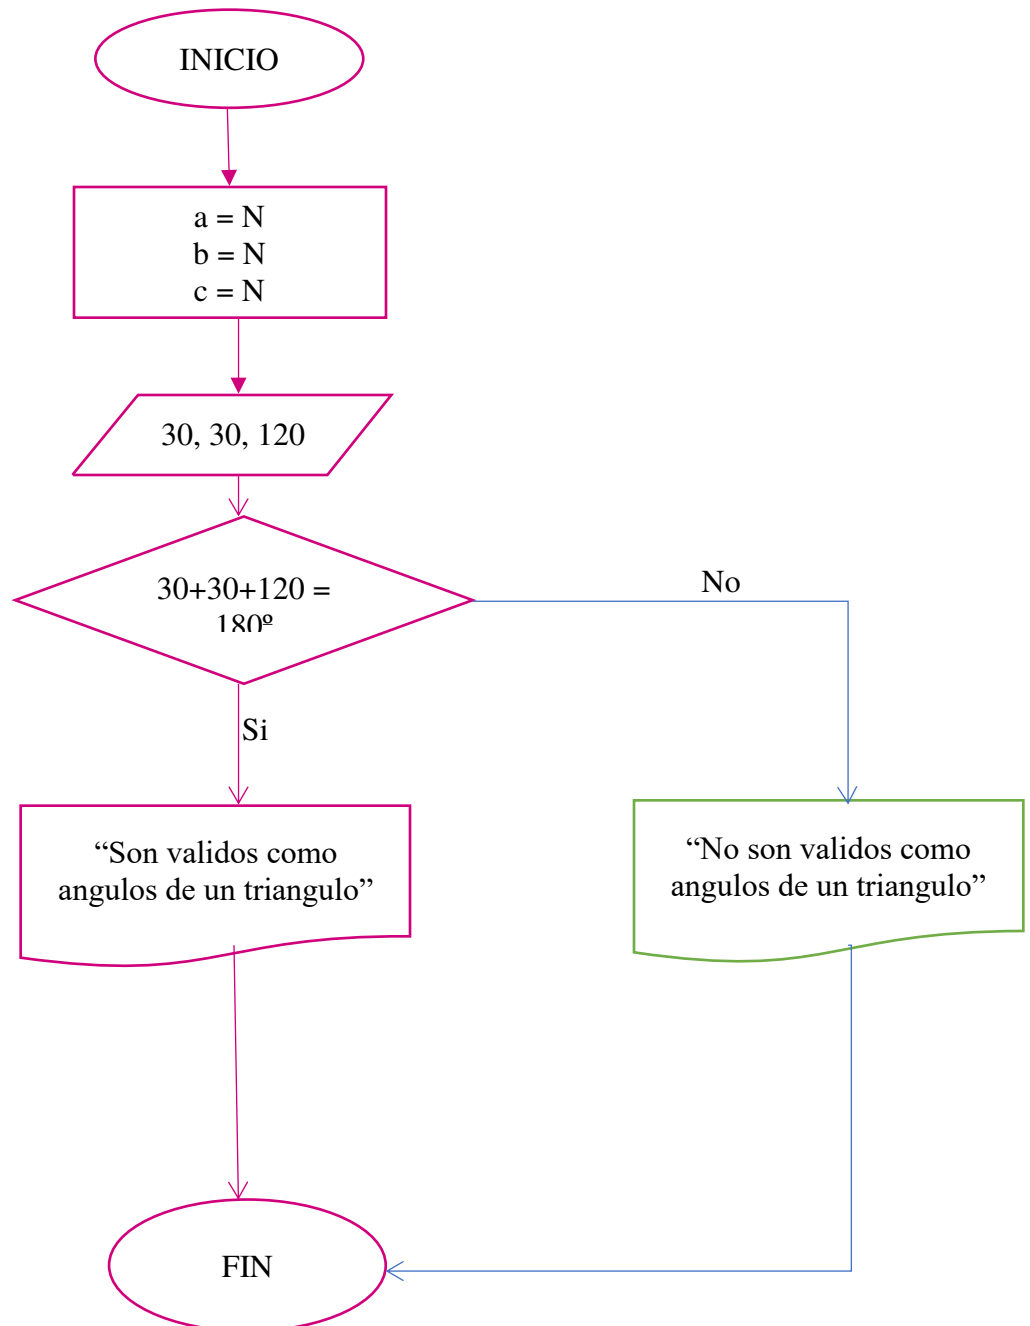 INICIO
a = N
b = N
c = N
30, 30, 120
30+30+120 =
180º
No
Si
“Son validos como
angulos de un triangulo”
“No son validos como
angulos de un triangulo”
FIN